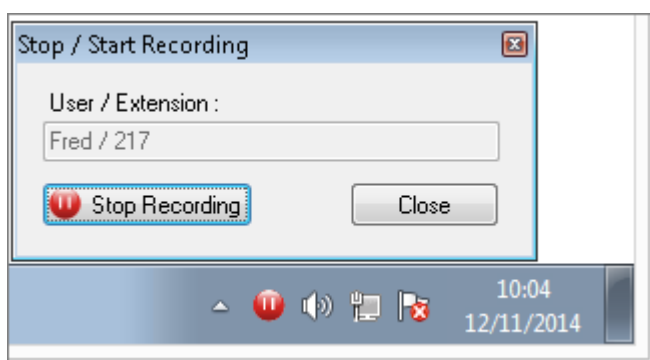 Stop / Start Recording
User / Extension :
Fred / 217
Stop Recording
Close
10:04
12/11/2014